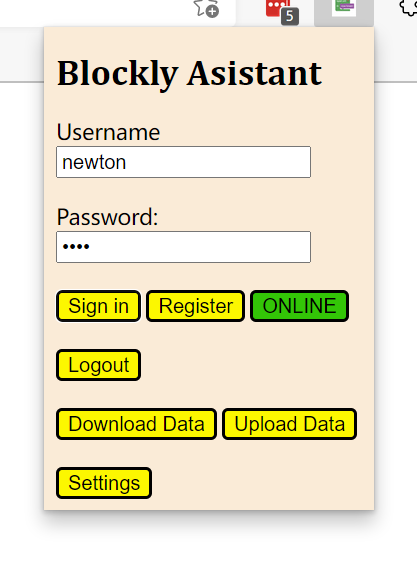 5
Blockly Asistant
Username
newton
Password:
••••
Sign in Register ONLINE
Logout
Download Data Upload Data
Settings